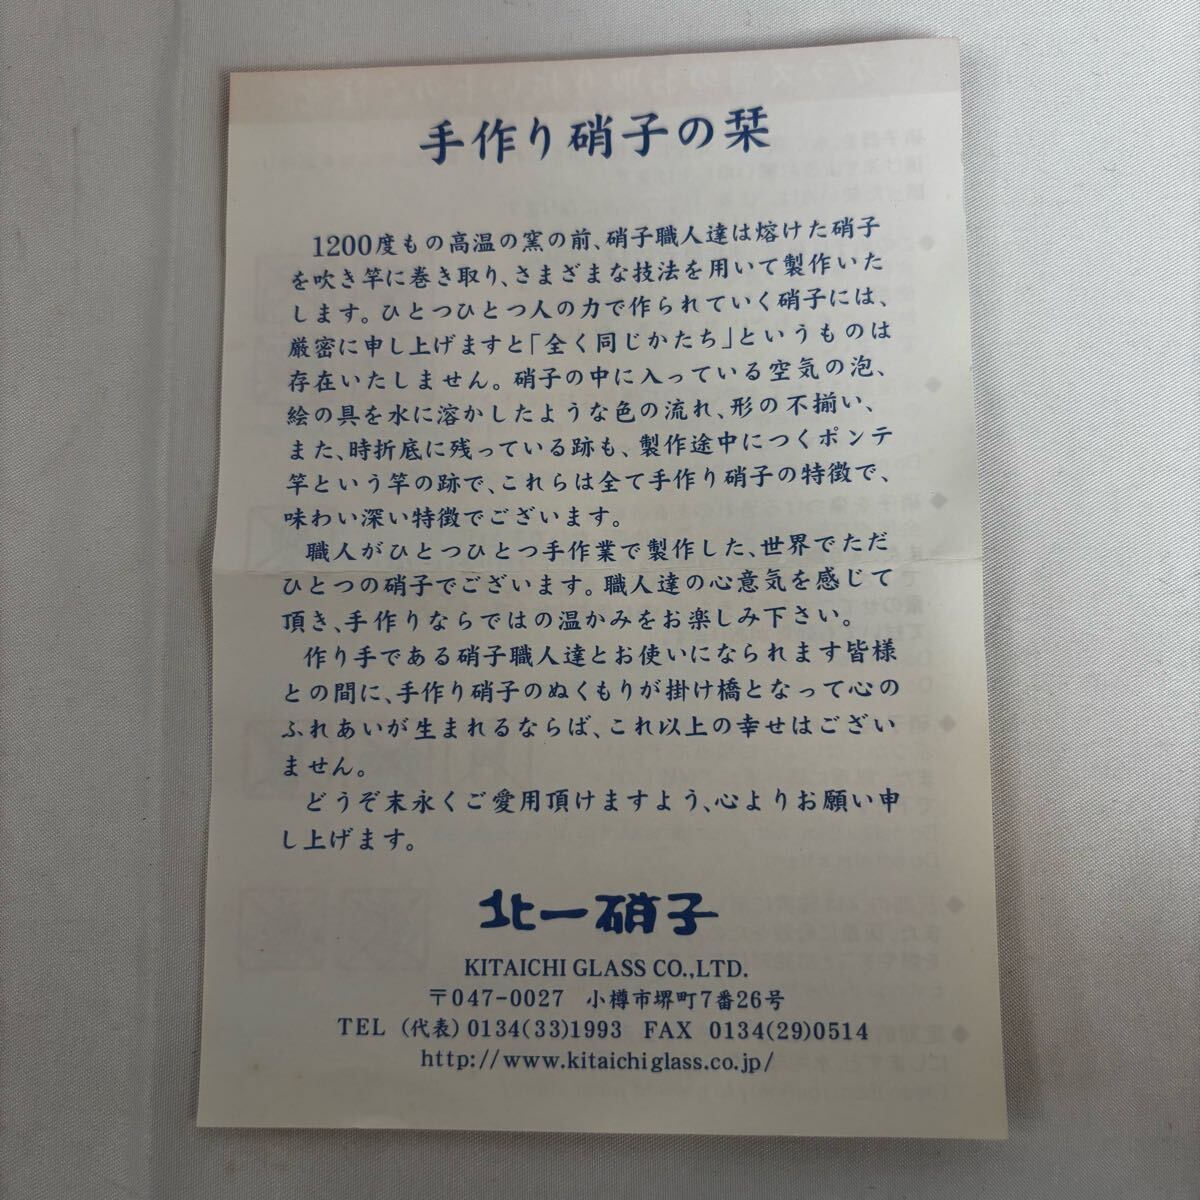 手作り硝子の栞
1200度もの高温の窯の前、硝子職人達は熔けた硝子
を吹き竿に巻き取り、さまざまな技法を用いて製作いた
します。ひとつひとつ人の力で作られていく硝子には、
厳密に申し上げますと「全く同じかたち」というものは
存在いたしません。硝子の中に入っている空気の泡、
絵の具を水に溶かしたような色の流れ、形の不揃い、
また、時折底に残っている跡も、製作途中につくポンテ
竿という竿の跡で、これらは全て手作り硝子の特徴で、
味わい深い特徴でございます。
職人がひとつひとつ手作業で製作した、世界でただ
ひとつの硝子でございます。職人達の心意気を感じて
頂き、手作りならではの温かみをお楽しみ下さい。
作り手である硝子職人達とお使いになられます皆様
との間に、手作り硝子のぬくもりが掛け橋となって心の
ふれあいが生まれるならば、これ以上の幸せはござい
ません。
どうぞ末永くご愛用頂けますよう、心よりお願い申
し上げます。
北一硝子
KITAICHI GLASS CO.,LTD.
〒047-0027 小樽市堺町7番26号
TEL (代表) 0134(33)1993 FAX 0134(29)0514
http://www.kitaichiglass.co.jp/